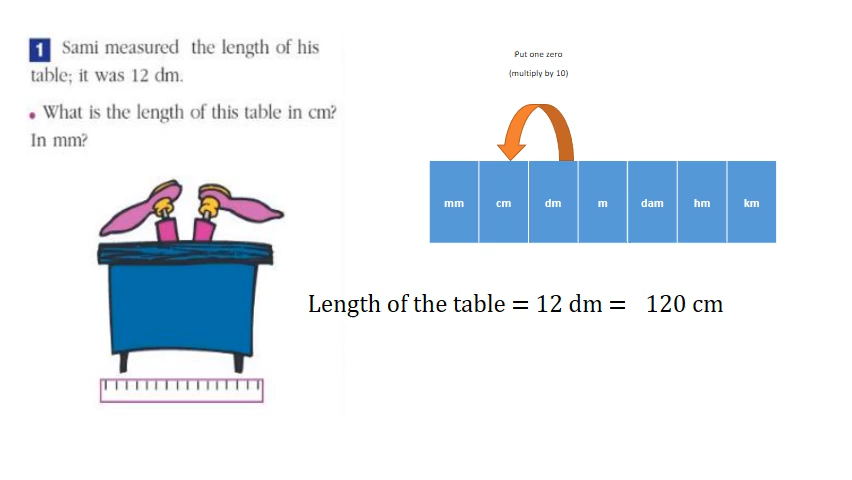 1 Sami measured the length of his
table; it was 12 dm.
• What is the length of this table in cm?
In mm?
Put one zero
(multiply by 10)
mm cm dm m dam hm km
Length of the table = 12 dm = 120 cm